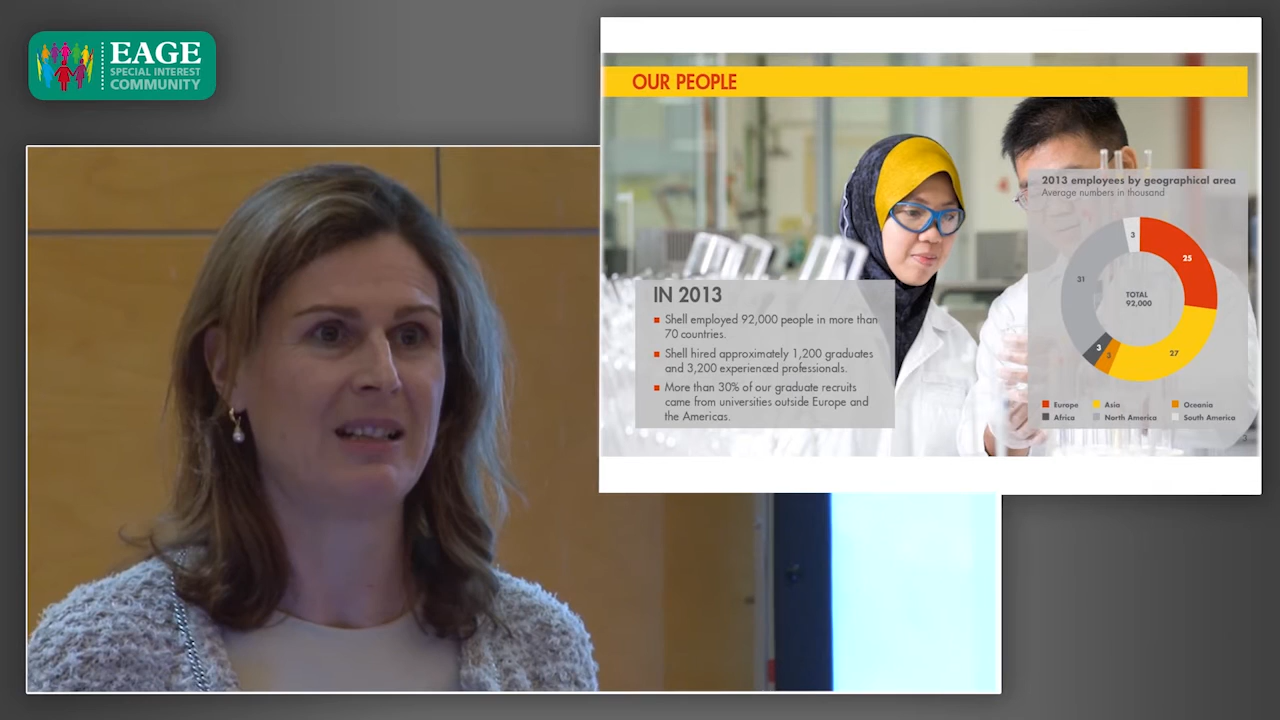 EAGE
SPECIAL INTEREST
COMMUNITY
OUR PEOPLE
IN 2013
Shell employed 92,000 people in more than
70 countries.
Shell hired approximately 1,200 graduates
and 3,200 experienced professionals.
More than 30% of our graduate recruits
came from universities outside Europe and
the Americas.
2013 employees by geographical area
Average numbers in thousand
3
25
31
TOTAL
92,000
3
3
27
Europe
Asia
Oceania
Africa
North America
South America
3